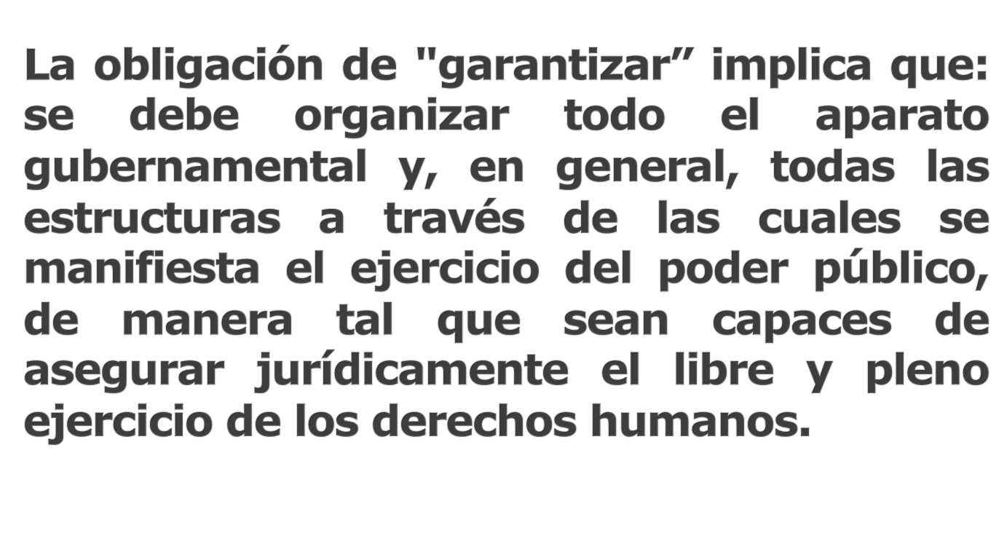 La obligación de "garantizar” implica que:
se debe organizar todo el aparato
gubernamental y, en general, todas las
estructuras a través de las cuales se
manifiesta el ejercicio del poder público,
de manera tal que sean capaces de
asegurar jurídicamente el libre y pleno
ejercicio de los derechos humanos.